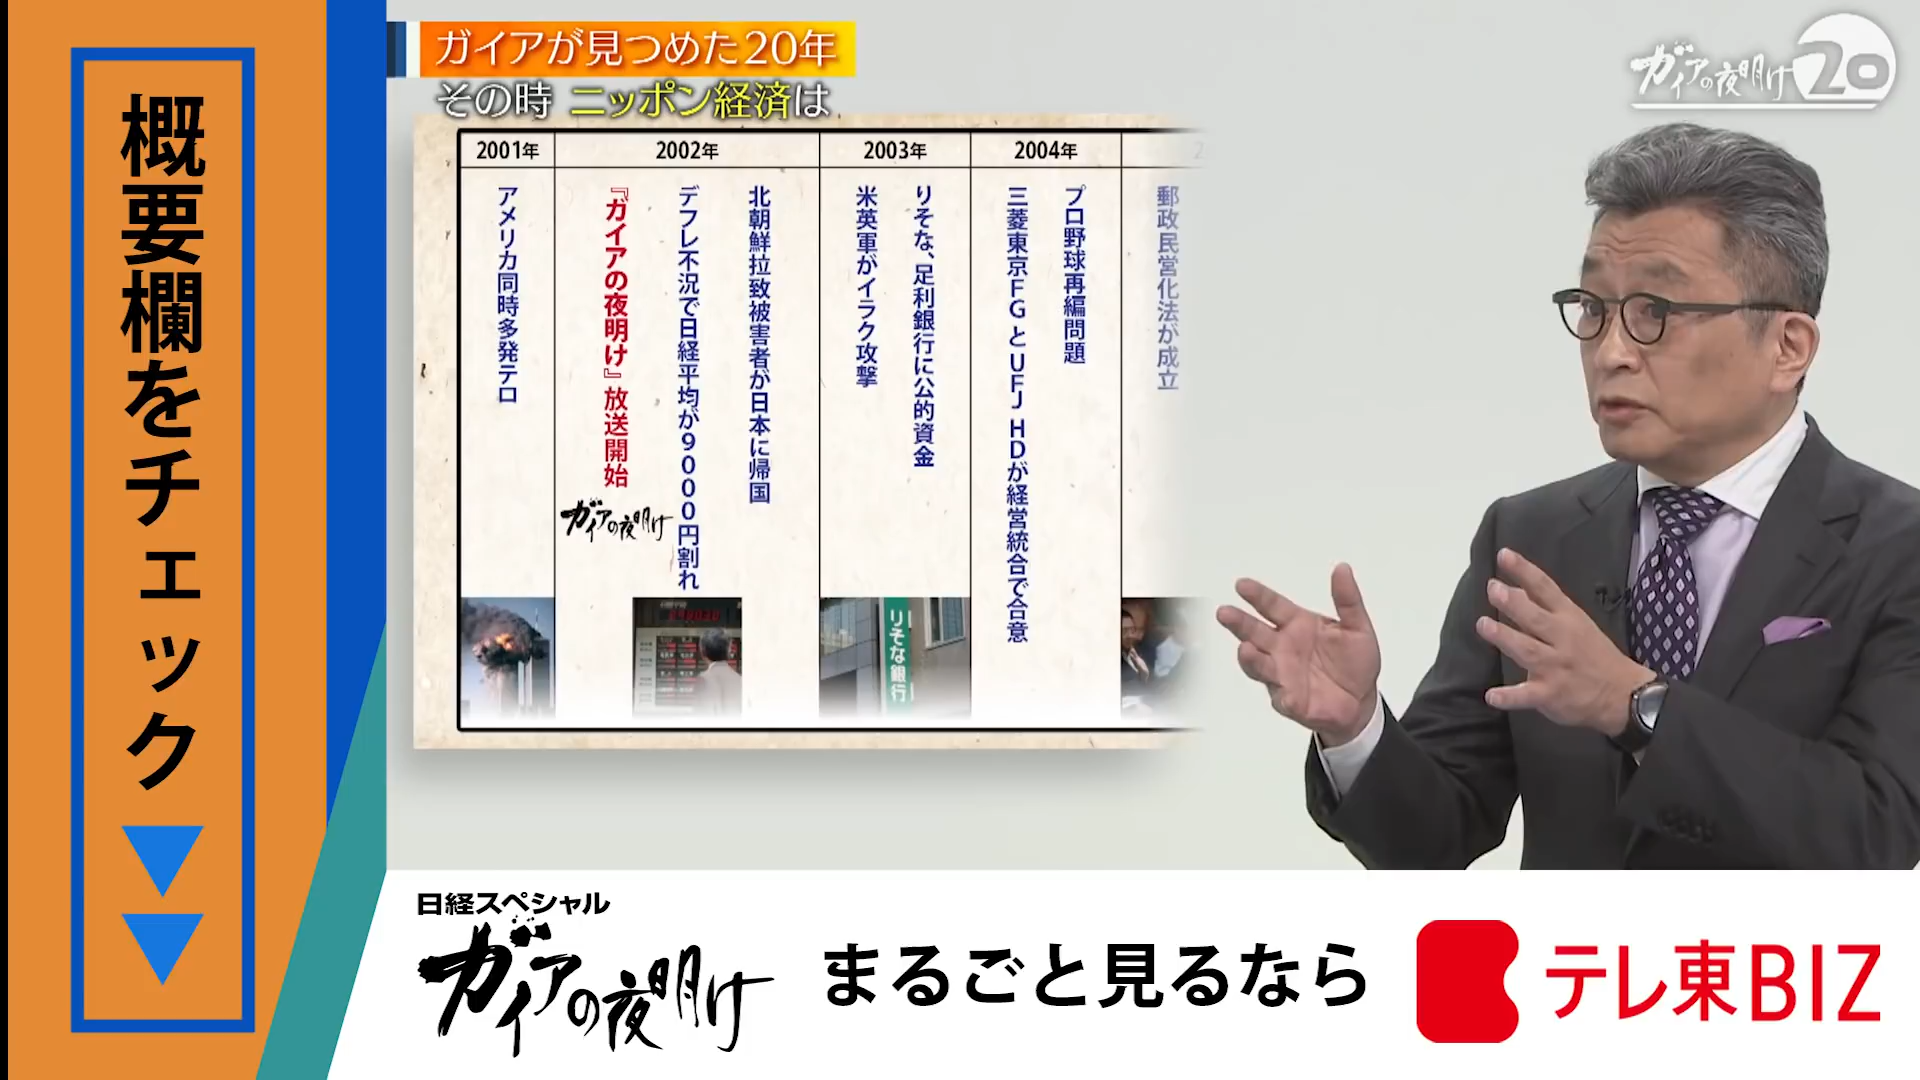 概要欄をチェック
ガイアが見つめた20年
その時 ニッポン経済は
ガイアの夜明け 20
2001年
アメリカ同時多発テロ
2002年
『ガイアの夜明け』放送開始
ガイアの夜明け
デフレ不況で日経平均が9000円割れ
北朝鮮拉致被害者が日本に帰国
2003年
米英軍がイラク攻撃
りそな、足利銀行に公的資金
りそな銀行
2004年
三菱東京FGとUFJ HDが経営統合で合意
プロ野球再編問題
郵政民営化法が成立
日経スペシャル
ガイアの夜明け
まるごと見るなら
テレ東BIZ